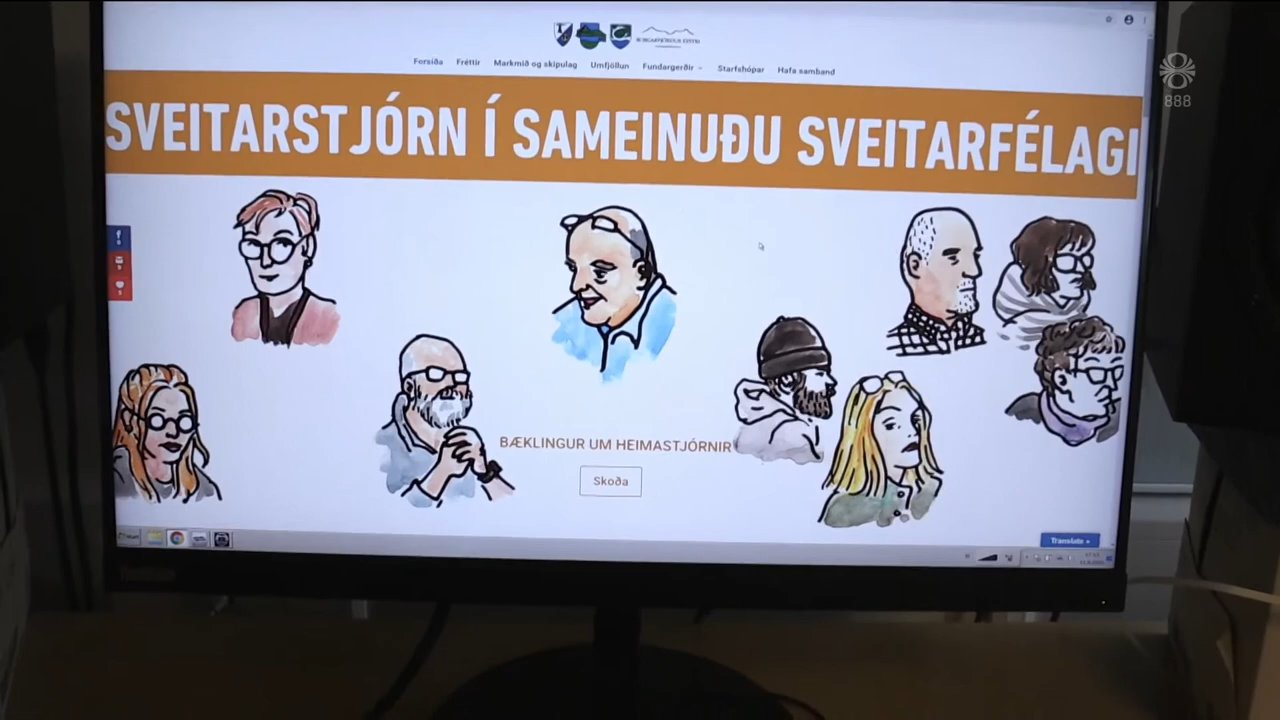 888
Forsíða Fréttir Markmið og skipulag Umfjöllun Fundargerðir Starfshópar Hafa samband
SVEITARSTJÓRN Í SAMEINUÐU SVEITARFÉLAGI
BÆKLINGUR UM HEIMASTJÓRNIR
Skoða
Translate »